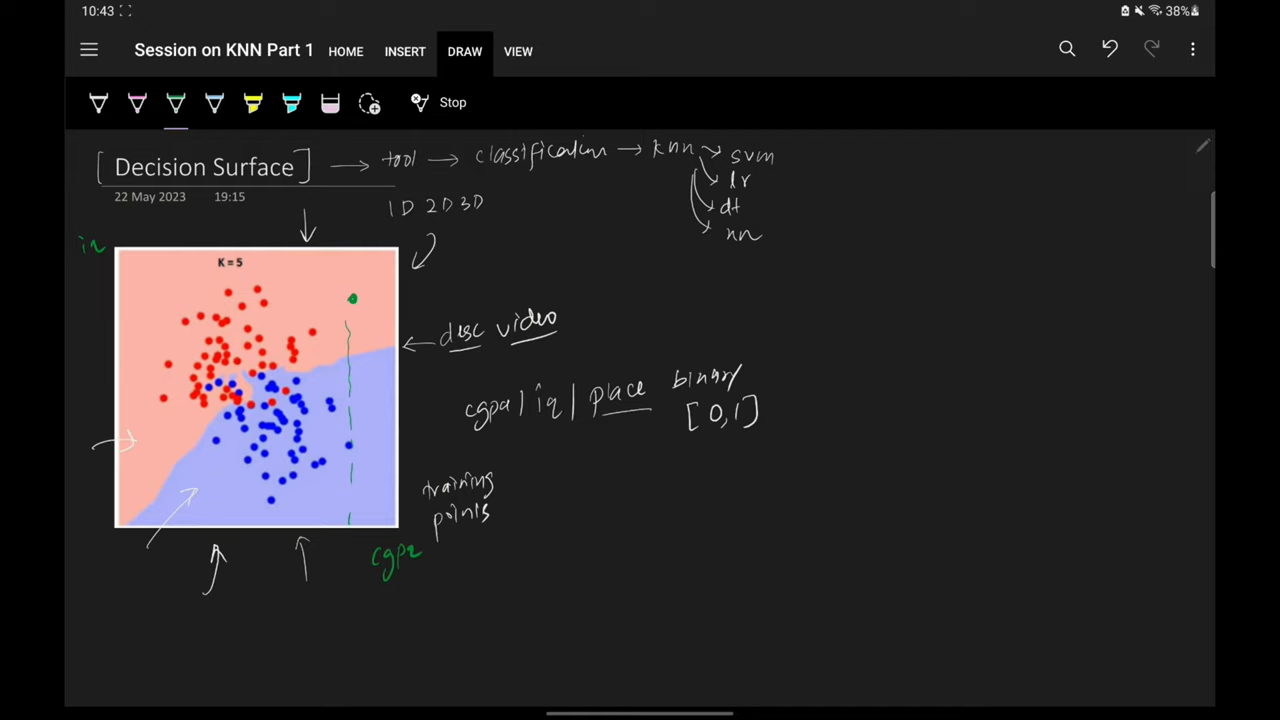 10:43
38%
Session on KNN Part 1 HOME INSERT DRAW VIEW
Stop
[ Decision Surface ] → tool → classification → knn → svm
lr
dt
nn
22 May 2023 19:15
1D 2D 3D
iq
K = 5
← desc video
cgpa | iq | place binary
[0,1]
training
points
cgpa